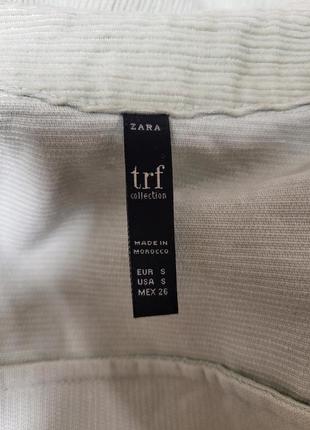 ZARA
trf
collection
MADE IN
MOROCCO
EUR S
USA S
MEX 26